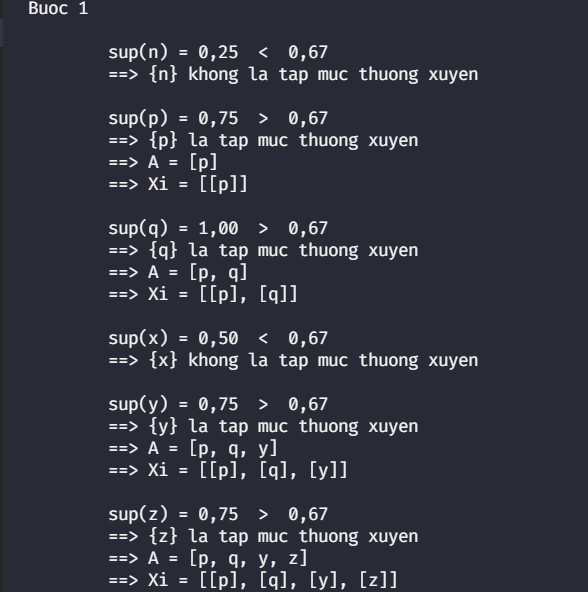 Buoc 1
sup(n) = 0,25 < 0,67
==> {n} khong la tap muc thuong xuyen
sup(p) = 0,75 > 0,67
==> {p} la tap muc thuong xuyen
==> A = [p]
==> Xi = [[p]]
sup(q) = 1,00 > 0,67
==> {q} la tap muc thuong xuyen
==> A = [p, q]
==> Xi = [[p], [q]]
sup(x) = 0,50 < 0,67
==> {x} khong la tap muc thuong xuyen
sup(y) = 0,75 > 0,67
==> {y} la tap muc thuong xuyen
==> A = [p, q, y]
==> Xi = [[p], [q], [y]]
sup(z) = 0,75 > 0,67
==> {z} la tap muc thuong xuyen
==> A = [p, q, y, z]
==> Xi = [[p], [q], [y], [z]]